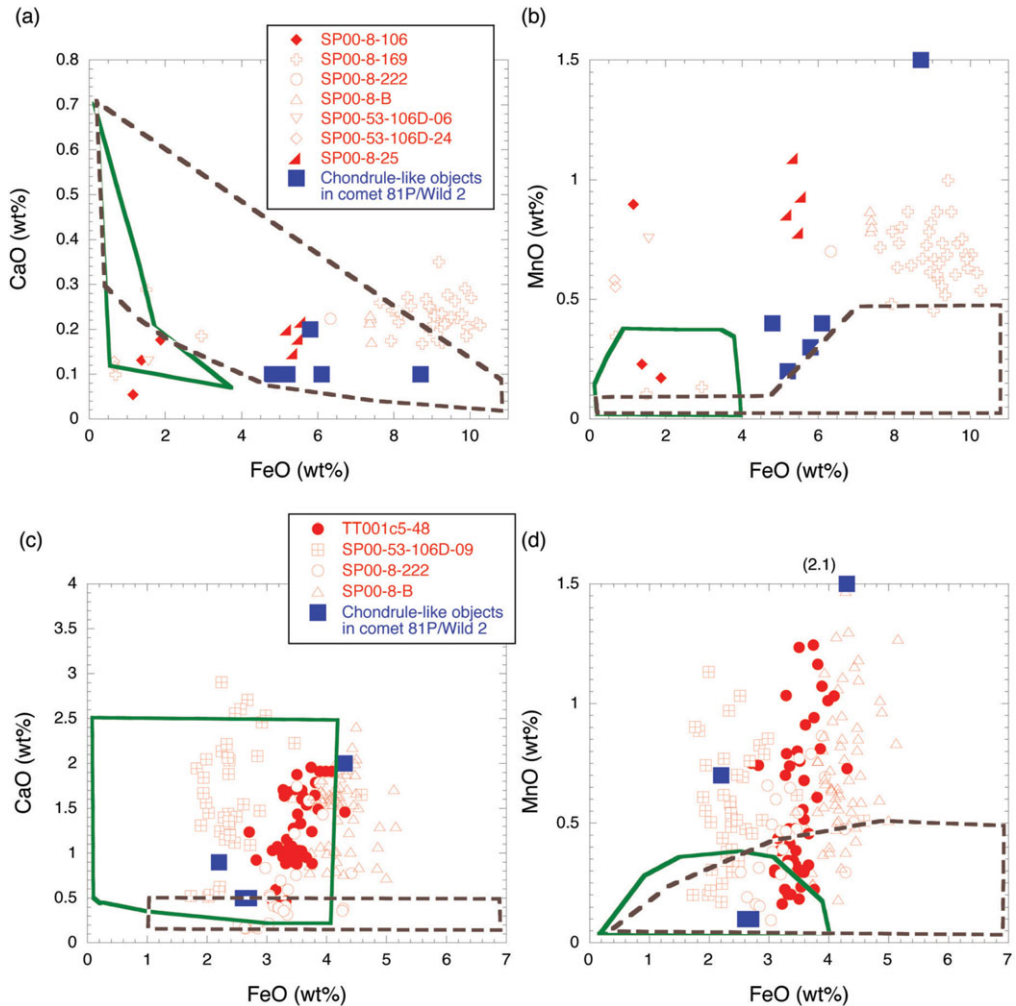 (a)
(b)
SP00-8-106
SP00-8-169
SP00-8-222
SP00-8-B
SP00-53-106D-06
SP00-53-106D-24
SP00-8-25
Chondrule-like objects
in comet 81P/Wild 2
CaO (wt%)
0.8
0.7
0.6
0.5
0.4
0.3
0.2
0.1
0
0 2 4 6 8 10
FeO (wt%)
MnO (wt%)
1.5
1
0.5
0
0 2 4 6 8 10
FeO (wt%)
(c)
(d)
TT001c5-48
SP00-53-106D-09
SP00-8-222
SP00-8-B
Chondrule-like objects
in comet 81P/Wild 2
CaO (wt%)
4
3.5
3
2.5
2
1.5
1
0.5
0
0 1 2 3 4 5 6 7
FeO (wt%)
(2.1)
MnO (wt%)
1.5
1
0.5
0
0 1 2 3 4 5 6 7
FeO (wt%)